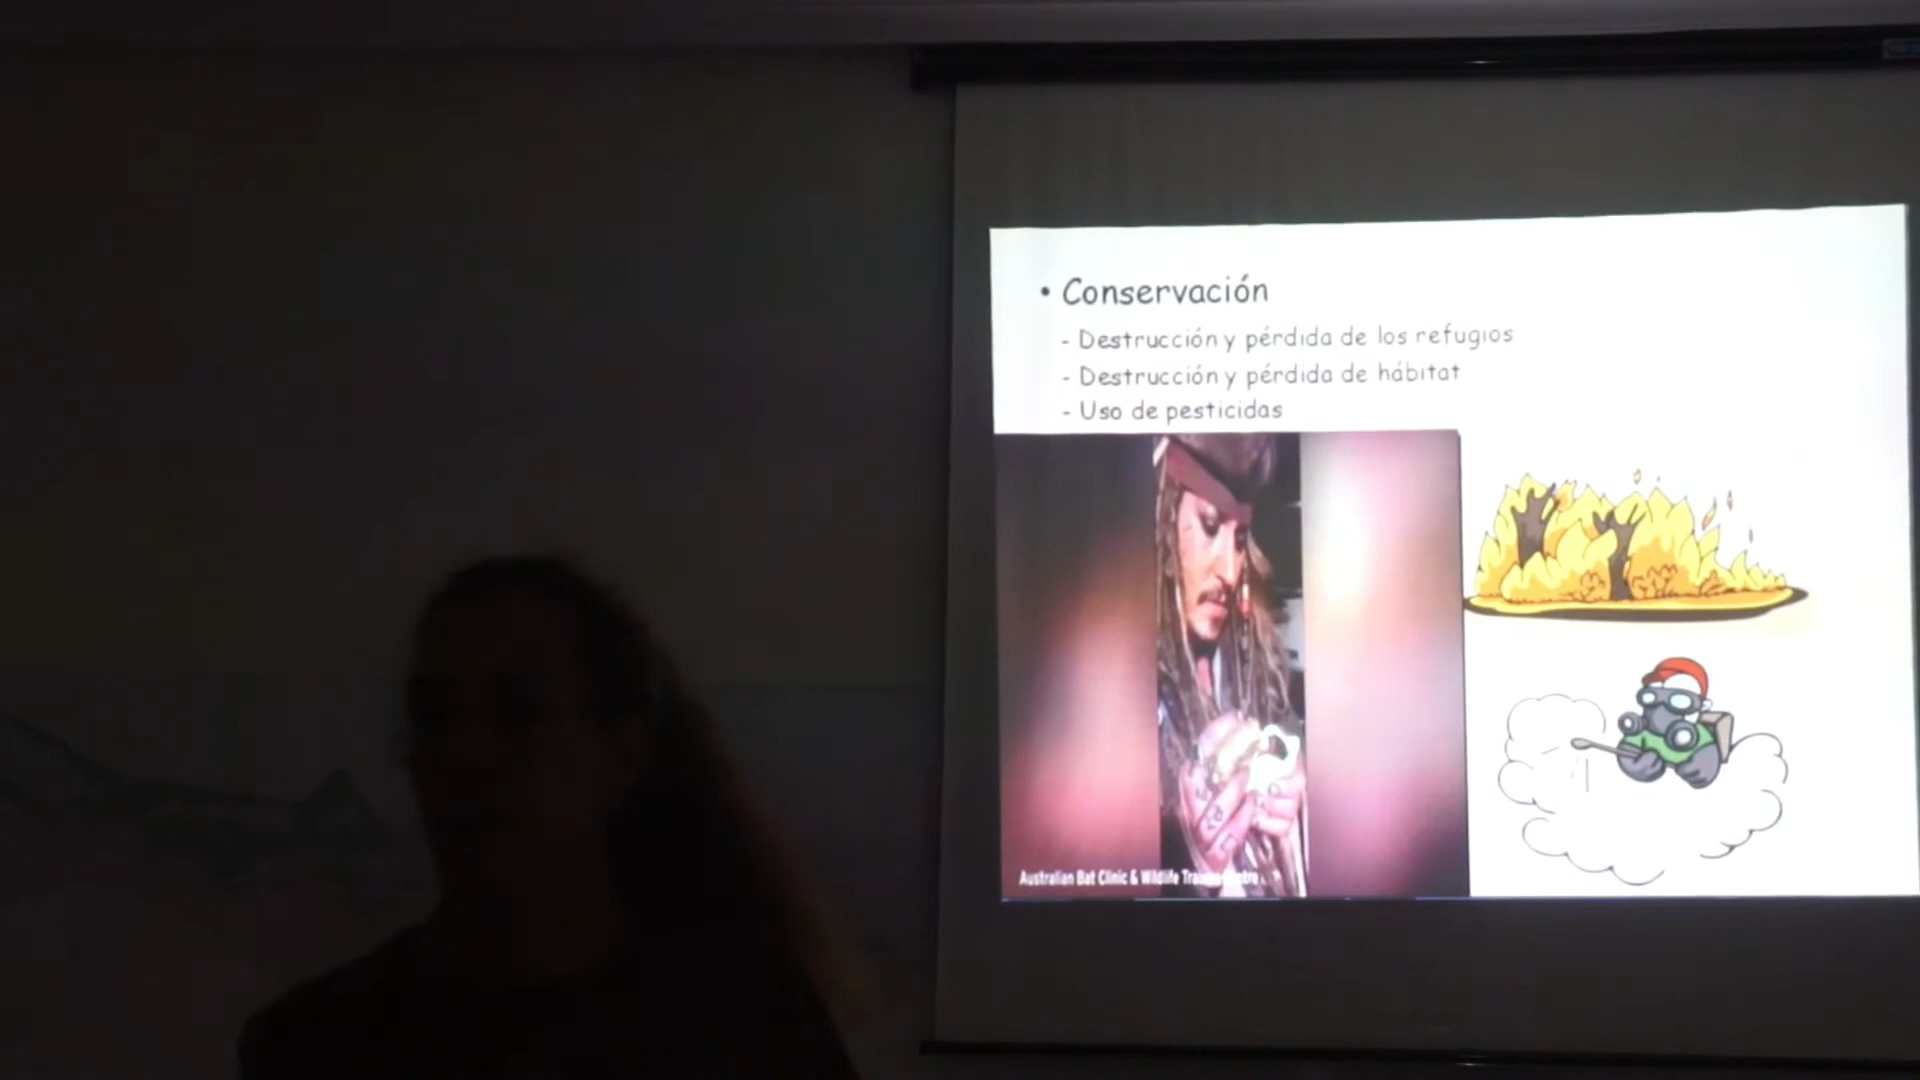 • Conservación
- Destrucción y pérdida de los refugios
- Destrucción y pérdida de hábitat
- Uso de pesticidas
Australian Bat Clinic & Wildlife